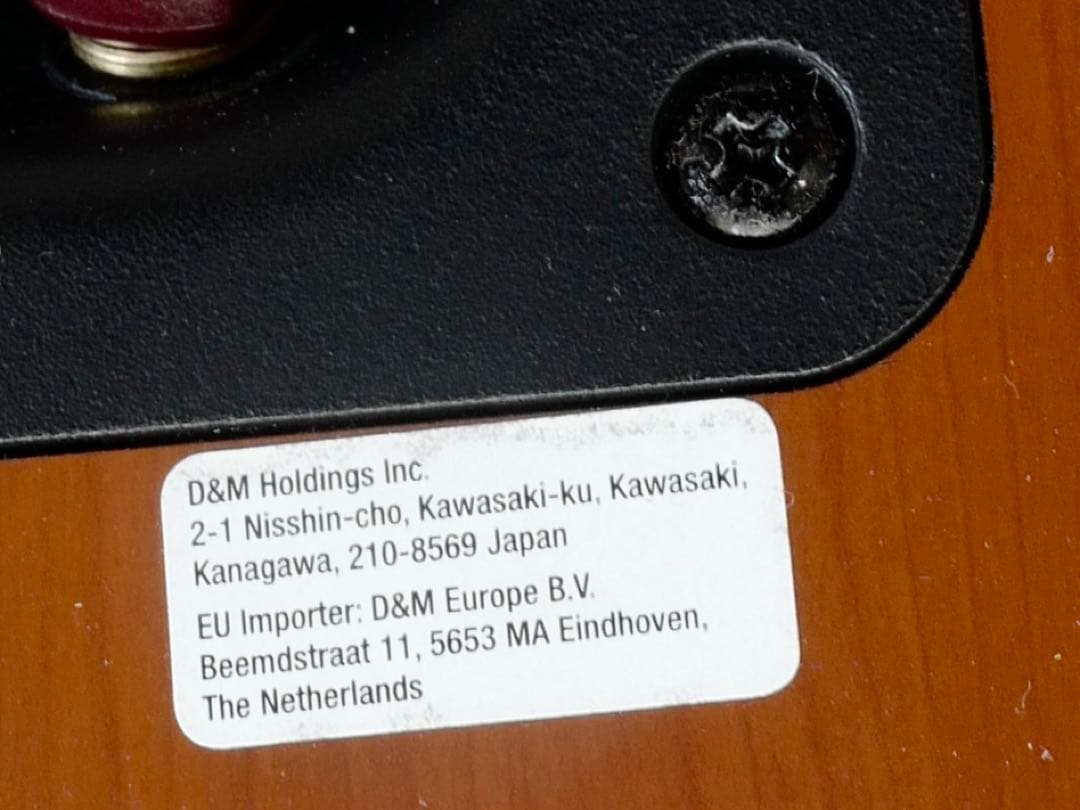 D&M Holdings Inc.
2-1 Nisshin-cho, Kawasaki-ku, Kawasaki,
Kanagawa, 210-8569 Japan
EU Importer: D&M Europe B.V.
Beemdstraat 11, 5653 MA Eindhoven,
The Netherlands